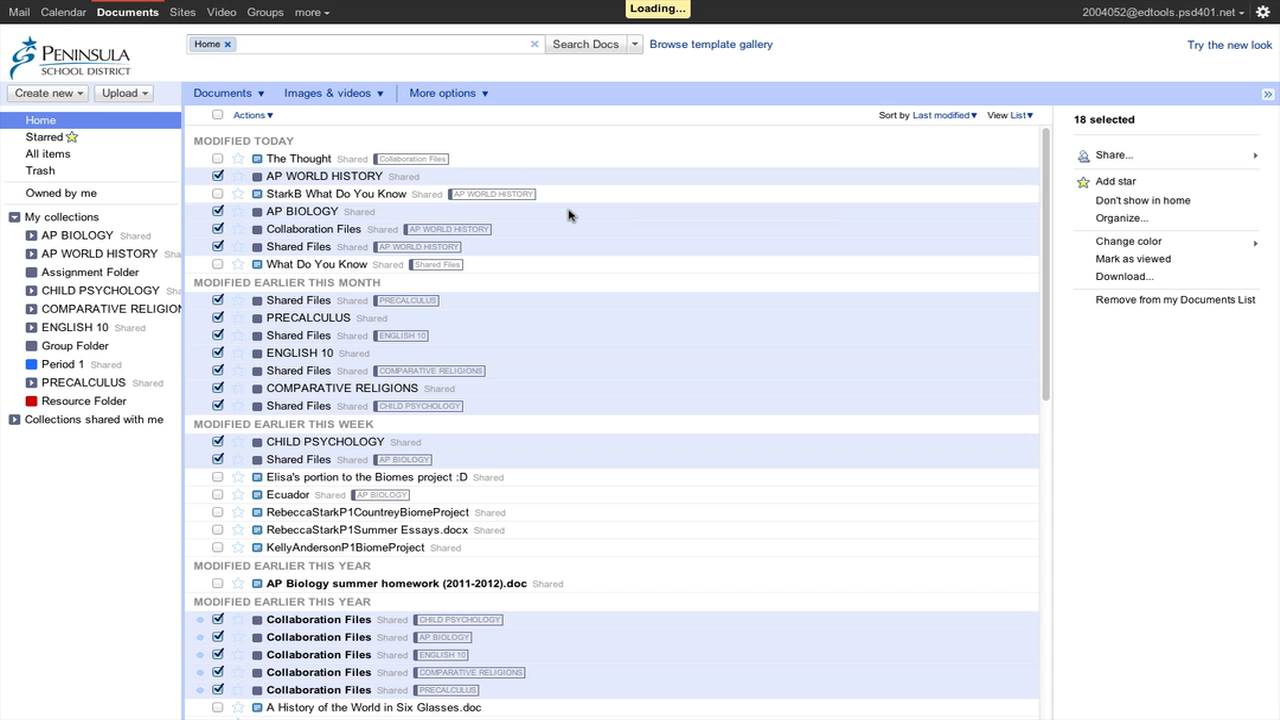 Mail Calendar Documents Sites Video Groups more
Loading...
2004052@edtools.psd401.net
PENINSULA
SCHOOL DISTRICT
Home × Search Docs Browse template gallery
Try the new look
Create new Upload
Documents Images & videos More options
Home
Starred
All items
Trash
Owned by me
My collections
AP BIOLOGY Shared
AP WORLD HISTORY Sha
Assignment Folder
CHILD PSYCHOLOGY Sha
COMPARATIVE RELIGION
ENGLISH 10 Shared
Group Folder
Period 1 Shared
PRECALCULUS Shared
Resource Folder
Collections shared with me
Actions Sort by Last modified View List
MODIFIED TODAY
The Thought Shared Collaboration Files
AP WORLD HISTORY Shared
StarkB What Do You Know Shared AP WORLD HISTORY
AP BIOLOGY Shared
Collaboration Files Shared AP WORLD HISTORY
Shared Files Shared AP WORLD HISTORY
What Do You Know Shared Shared Files
MODIFIED EARLIER THIS MONTH
Shared Files Shared PRECALCULUS
PRECALCULUS Shared
Shared Files Shared ENGLISH 10
ENGLISH 10 Shared
Shared Files Shared COMPARATIVE RELIGIONS
COMPARATIVE RELIGIONS Shared
Shared Files Shared CHILD PSYCHOLOGY
MODIFIED EARLIER THIS WEEK
CHILD PSYCHOLOGY Shared
Shared Files Shared AP BIOLOGY
Elisa's portion to the Biomes project :D Shared
Ecuador Shared AP BIOLOGY
RebeccaStarkP1CountreyBiomeProject Shared
RebeccaStarkP1Summer Essays.docx Shared
KellyAndersonP1BiomeProject Shared
MODIFIED EARLIER THIS YEAR
AP Biology summer homework (2011-2012).doc Shared
MODIFIED EARLIER THIS YEAR
Collaboration Files Shared CHILD PSYCHOLOGY
Collaboration Files Shared AP BIOLOGY
Collaboration Files Shared ENGLISH 10
Collaboration Files Shared COMPARATIVE RELIGIONS
Collaboration Files Shared PRECALCULUS
A History of the World in Six Glasses.doc
18 selected
Share...
Add star
Don't show in home
Organize...
Change color
Mark as viewed
Download...
Remove from my Documents List